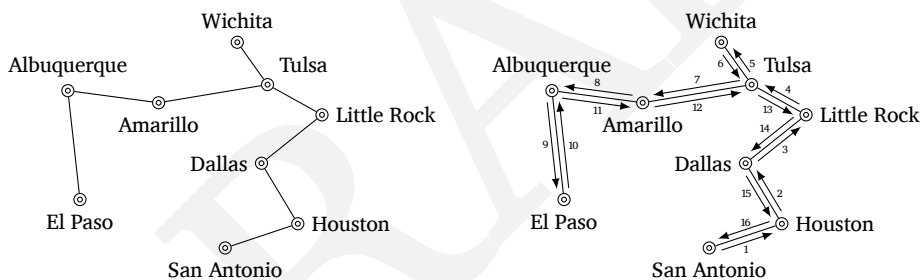 Wichita
Albuquerque
Tulsa
Amarillo
Little Rock
Dallas
El Paso
Houston
San Antonio
Wichita
6
5
Albuquerque
Tulsa
8
7
4
11
12
13
Amarillo
Little Rock
14
9
10
3
Dallas
15
2
El Paso
16
Houston
1
San Antonio